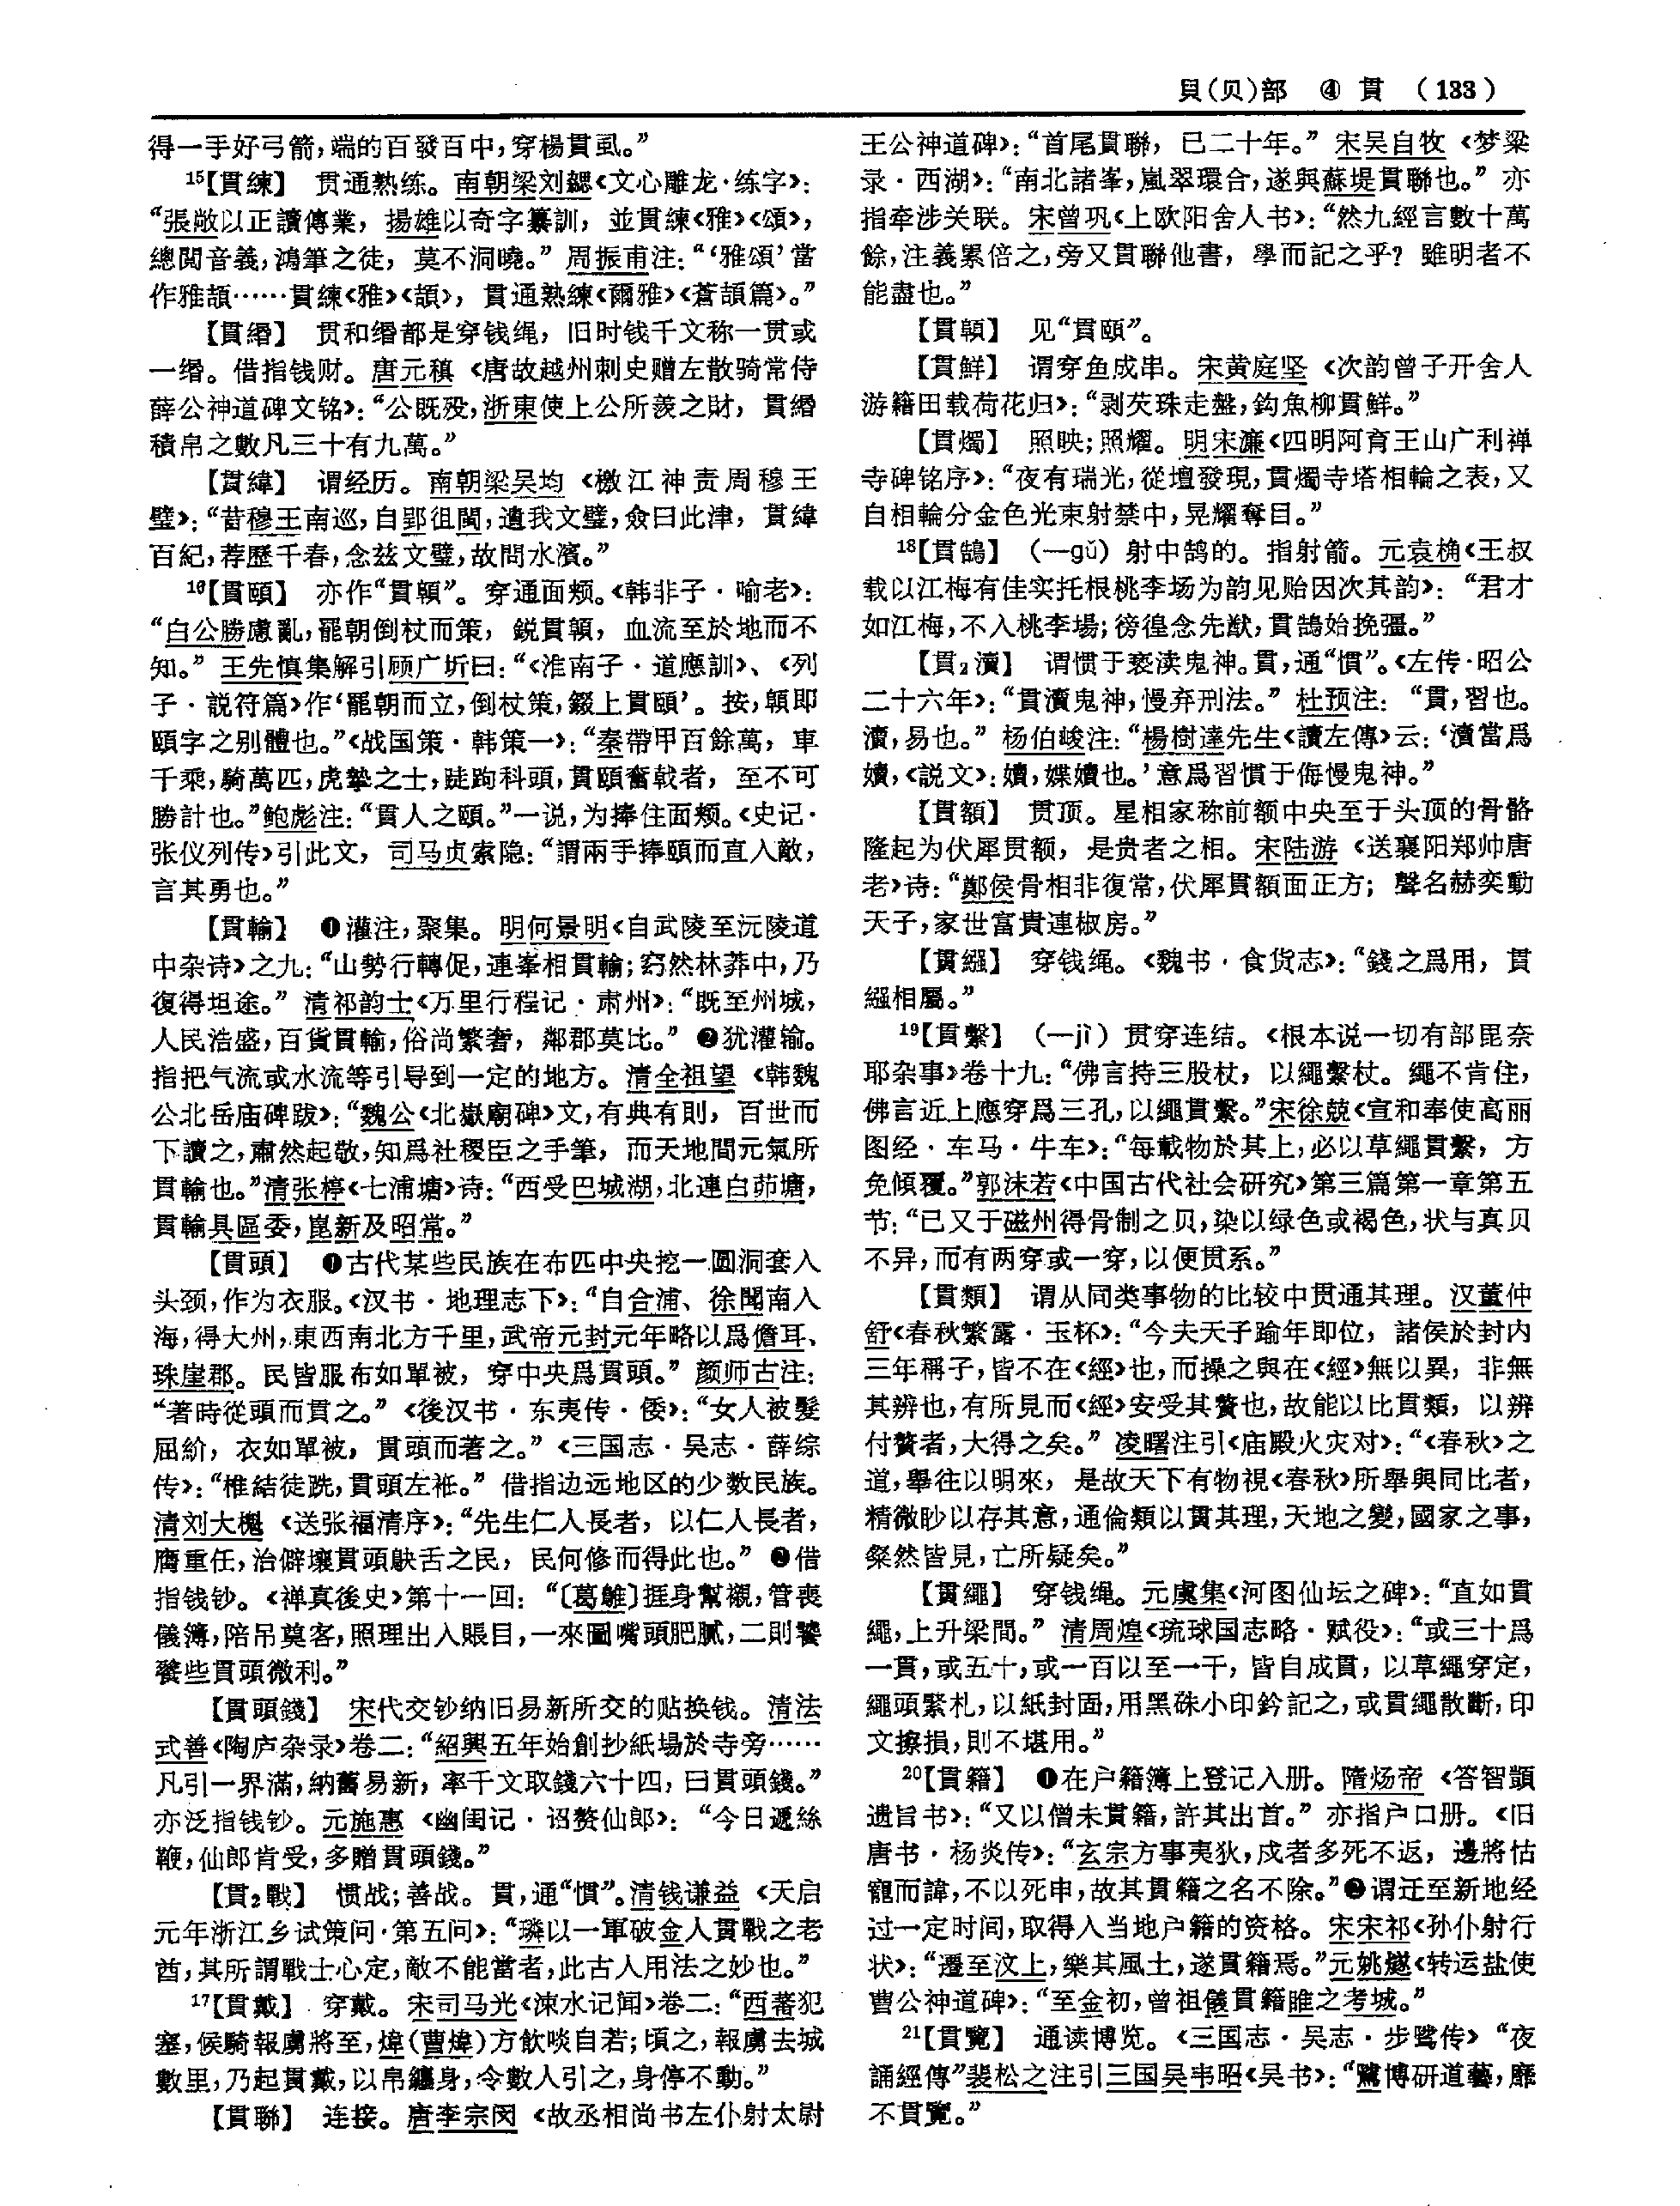 貝(贝)部 ④ 貫 (133)
得一手好弓箭,端的百發百中,穿楊貫虱。”
15【貫練】 贯通熟练。南朝梁刘勰《文心雕龙·练字》:
“張敞以正讀傳業,揚雄以奇字纂訓,並貫練《雅》《頌》,
總閲音義,鴻筆之徒,莫不洞曉。”周振甫注:“‘雅頌’當
作雅頡……貫練《雅》《頡》,貫通熟練《爾雅》《蒼頡篇》。”
【貫緡】 贯和缗都是穿钱绳,旧时钱千文称一贯或
一缗。借指钱财。唐元稹《唐故越州刺史赠左散骑常侍
薛公神道碑文铭》:“公既殁,浙東使上公所羨之財,貫緡
積帛之數凡三十有九萬。”
【貫緯】 谓经历。南朝梁吴均《檄江神责周穆王
璧》:“昔穆王南巡,自郢徂閩,遺我文璧,僉曰此津,貫緯
百紀,荐歷千春,念兹文璧,故問水濱。”
16【貫頤】 亦作“貫顊”。穿通面颊。《韩非子·喻老》:
“白公勝慮亂,罷朝倒杖而策,鋭貫顊,血流至於地而不
知。”王先慎集解引顾广圻曰:“《淮南子·道應訓》、《列
子·説符篇》作‘罷朝而立,倒杖策,錣上貫頤’。按,顊即
頤字之别體也。”《战国策·韩策一》:“秦帶甲百餘萬,車
千乘,騎萬匹,虎摯之士,跿跔科頭,貫頤奮戟者,至不可
勝計也。”鲍彪注:“貫人之頤。”一说,为捧住面颊。《史记·
张仪列传》引此文,司马贞索隐:“謂兩手捧頤而直入敵,
言其勇也。”
【貫輸】 ❶灌注,聚集。明何景明《自武陵至沅陵道
中杂诗》之九:“山勢行轉促,連峯相貫輸;窈然林莽中,乃
復得坦途。”清祁韵士《万里行程记·肃州》:“既至州城,
人民浩盛,百貨貫輸,俗尚繁奢,鄰郡莫比。”❷犹灌输。
指把气流或水流等引导到一定的地方。清全祖望《韩魏
公北岳庙碑跋》:“魏公《北嶽廟碑》文,有典有則,百世而
下讀之,肅然起敬,知爲社稷臣之手筆,而天地間元氣所
貫輸也。”清张棦《七浦塘》诗:“西受巴城湖,北連白茆塘,
貫輸具區委,崑新及昭常。”
【貫頭】 ❶古代某些民族在布匹中央挖一圆洞套入
头颈,作为衣服。《汉书·地理志下》:“自合浦、徐聞南入
海,得大州,東西南北方千里,武帝元封元年略以爲儋耳、
珠崖郡。民皆服布如單被,穿中央爲貫頭。”颜师古注:
“著時從頭而貫之。”《後汉书·东夷传·倭》:“女人被髮
屈紒,衣如單被,貫頭而著之。”《三国志·吴志·薛综
传》:“椎結徒跣,貫頭左袵。”借指边远地区的少数民族。
清刘大櫆《送张福清序》:“先生仁人長者,以仁人長者,
膺重任,治僻壤貫頭鴃舌之民,民何修而得此也。”❷借
指钱钞。《禅真後史》第十一回:“〔葛雛〕捱身幫襯,管喪
儀簿,陪吊奠客,照理出入賬目,一來圖嘴頭肥膩,二則饕
餮些貫頭微利。”
【貫頭錢】 宋代交钞纳旧易新所交的贴换钱。清法
式善《陶庐杂录》卷二:“紹興五年始創抄紙場於寺旁……
凡引一界滿,納舊易新,率千文取錢六十四,曰貫頭錢。”
亦泛指钱钞。元施惠《幽闺记·诏赘仙郎》:“今日遞絲
鞭,仙郎肯受,多贈貫頭錢。”
【貫2戰】 惯战;善战。貫,通“慣”。清钱谦益《天启
元年浙江乡试策问·第五问》:“璘以一軍破金人貫戰之老
酋,其所謂戰士心定,敵不能當者,此古人用法之妙也。”
17【貫戴】 穿戴。宋司马光《涑水记闻》卷二:“西蕃犯
塞,候騎報虜將至,煒(曹煒)方飲啖自若;頃之,報虜去城
數里,乃起貫戴,以帛纏身,令數人引之,身停不動。”
【貫聯】 连接。唐李宗闵《故丞相尚书左仆射太尉
王公神道碑》:“首尾貫聯,已二十年。”宋吴自牧《梦粱
录·西湖》:“南北諸峯,嵐翠環合,遂與蘇堤貫聯也。”亦
指牵涉关联。宋曾巩《上欧阳舍人书》:“然九經言數十萬
餘,注義累倍之,旁又貫聯他書,學而記之乎?雖明者不
能盡也。”
【貫顊】 见“貫頤”。
【貫鮮】 谓穿鱼成串。宋黄庭坚《次韵曾子开舍人
游籍田载荷花归》:“剥芡珠走盤,鈎魚柳貫鮮。”
【貫燭】 照映;照耀。明宋濂《四明阿育王山广利禅
寺碑铭序》:“夜有瑞光,從壇發現,貫燭寺塔相輪之表,又
自相輪分金色光束射禁中,晃耀奪目。”
18【貫鵠】 (—gǔ)射中鹄的。指射箭。元袁桷《王叔
载以江梅有佳实托根桃李场为韵见贻因次其韵》:“君才
如江梅,不入桃李場;徬徨念先猷,貫鵠始挽彊。”
【貫2瀆】 谓惯于亵渎鬼神。貫,通“慣”。《左传·昭公
二十六年》:“貫瀆鬼神,慢弃刑法。”杜预注:“貫,習也。
瀆,易也。”杨伯峻注:“楊樹達先生《讀左傳》云:‘瀆當爲
嬻,《説文》:嬻,媟嬻也。’意爲習慣于侮慢鬼神。”
【貫額】 贯顶。星相家称前额中央至于头顶的骨骼
隆起为伏犀贯额,是贵者之相。宋陆游《送襄阳郑帅唐
老》诗:“鄭侯骨相非復常,伏犀貫額面正方;聲名赫奕動
天子,家世富貴連椒房。”
【貫繦】 穿钱绳。《魏书·食货志》:“錢之爲用,貫
繦相屬。”
19【貫繫】 (—jì)贯穿连结。《根本说一切有部毘奈
耶杂事》卷十九:“佛言持三股杖,以繩繫杖。繩不肯住,
佛言近上應穿爲三孔,以繩貫繫。”宋徐兢《宣和奉使高丽
图经·车马·牛车》:“每載物於其上,必以草繩貫繫,方
免傾覆。”郭沫若《中国古代社会研究》第三篇第一章第五
节:“已又于磁州得骨制之贝,染以绿色或褐色,状与真贝
不异,而有两穿或一穿,以便贯系。”
【貫類】 谓从同类事物的比较中贯通其理。汉董仲
舒《春秋繁露·玉杯》:“今夫天子踰年即位,諸侯於封内
三年稱子,皆不在《經》也,而操之與在《經》無以異,非無
其辨也,有所見而《經》安受其贅也,故能以比貫類,以辨
付贅者,大得之矣。”凌曙注引《庙殿火灾对》:“《春秋》之
道,舉往以明來,是故天下有物視《春秋》所舉與同比者,
精微眇以存其意,通倫類以貫其理,天地之變,國家之事,
粲然皆見,亡所疑矣。”
【貫繩】 穿钱绳。元虞集《河图仙坛之碑》:“直如貫
繩,上升梁間。”清周煌《琉球国志略·赋役》:“或三十爲
一貫,或五十,或一百以至一千,皆自成貫,以草繩穿定,
繩頭緊札,以紙封固,用黑硃小印鈐記之,或貫繩散斷,印
文擦損,則不堪用。”
20【貫籍】 ❶在户籍簿上登记入册。隋炀帝《答智顗
遗旨书》:“又以僧未貫籍,許其出首。”亦指户口册。《旧
唐书·杨炎传》:“玄宗方事夷狄,戍者多死不返,邊將怙
寵而諱,不以死申,故其貫籍之名不除。”❷谓迁至新地经
过一定时间,取得入当地户籍的资格。宋宋祁《孙仆射行
状》:“遷至汶上,樂其風土,遂貫籍焉。”元姚燧《转运盐使
曹公神道碑》:“至金初,曾祖儀貫籍睢之考城。”
21【貫覽】 通读博览。《三国志·吴志·步骘传》“夜
誦經傳”裴松之注引三国吴韦昭《吴书》:“騭博研道藝,靡
不貫覽。”